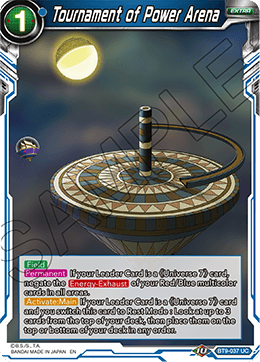 1 Tournament of Power Arena EXTRA
SAMPLE
Field
Permanent If your Leader Card is a 《Universe 7》 card,
negate the Energy-Exhaust of your Red/Blue multicolor
cards in all areas.
Activate:Main If your Leader Card is a 《Universe 7》 card
and you switch this card to Rest Mode : Look at up to 3 cards
from the top of your deck, then place them on the
top or bottom of your deck in any order.
©B.S./S., T.A.
BANDAI MADE IN JAPAN EN
BT9-037 UC